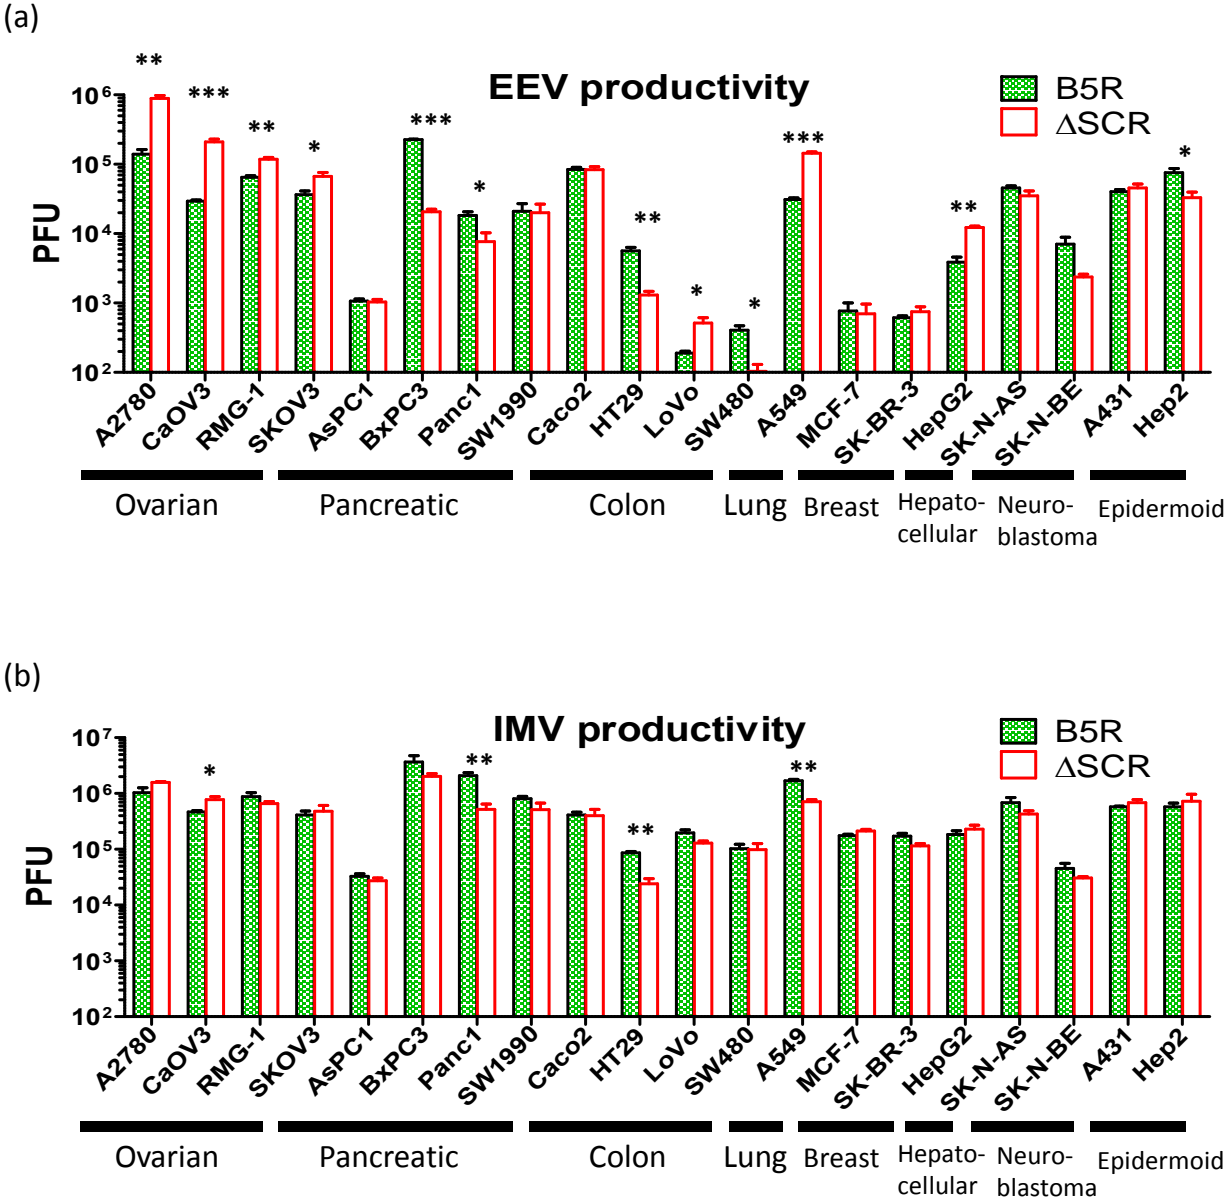 (a)
EEV productivity
** *** ** * *** * ** * * *** ** *
B5R
ΔSCR
PFU
10⁶
10⁵
10⁴
10³
10²
A2780 CaOV3 RMG-1 SKOV3 AsPC1 BxPC3 Panc1 SW1990 Caco2 HT29 LoVo SW480 A549 MCF-7 SK-BR-3 HepG2 SK-N-AS SK-N-BE A431 Hep2
Ovarian Pancreatic Colon Lung Breast Hepato- Neuro- Epidermoid
cellular blastoma
(b)
IMV productivity
* ** ** **
B5R
ΔSCR
PFU
10⁷
10⁶
10⁵
10⁴
10³
10²
A2780 CaOV3 RMG-1 SKOV3 AsPC1 BxPC3 Panc1 SW1990 Caco2 HT29 LoVo SW480 A549 MCF-7 SK-BR-3 HepG2 SK-N-AS SK-N-BE A431 Hep2
Ovarian Pancreatic Colon Lung Breast Hepato- Neuro- Epidermoid
cellular blastoma